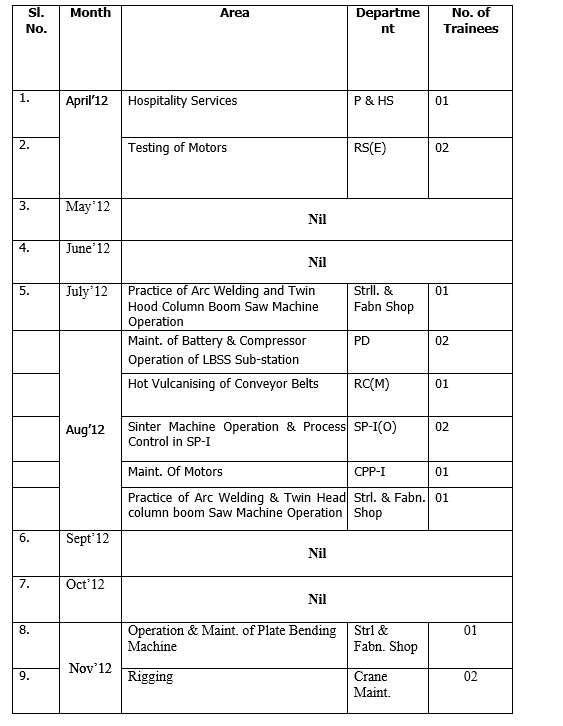 Sl. No. Month Area Departme nt No. of Trainees
1. April'12 Hospitality Services P & HS 01
2. Testing of Motors RS(E) 02
3. May'12 Nil
4. June'12 Nil
5. July'12 Practice of Arc Welding and Twin Hood Column Boom Saw Machine Operation Strll. & Fabn Shop 01
Aug'12
Maint. of Battery & Compressor Operation of LBSS Sub-station PD 02
Hot Vulcanising of Conveyor Belts RC(M) 01
Sinter Machine Operation & Process Control in SP-I SP-I(O) 02
Maint. Of Motors CPP-I 01
Practice of Arc Welding & Twin Head column boom Saw Machine Operation Strl. & Fabn. Shop 01
6. Sept'12 Nil
7. Oct'12 Nil
8. Nov'12 Operation & Maint. of Plate Bending Machine Strl & Fabn. Shop 01
9. Rigging Crane Maint. 02